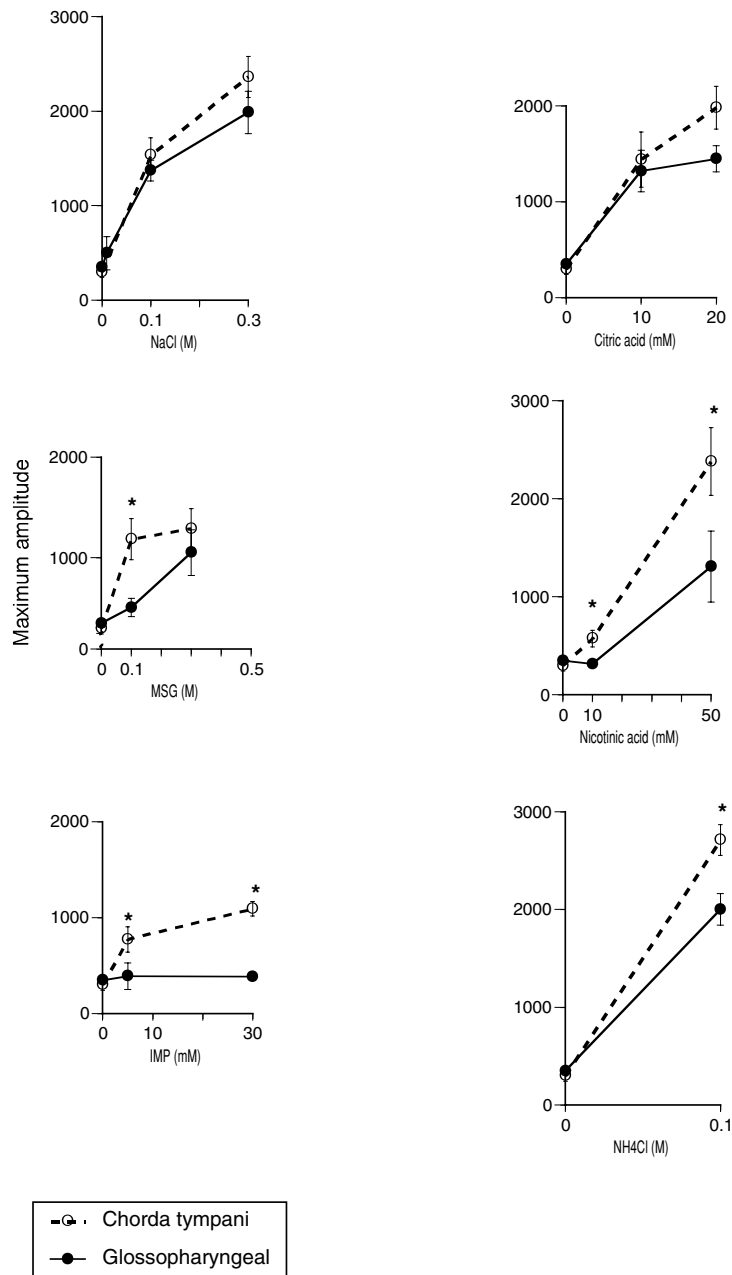 3000
2000
1000
0
0 0.1 0.3
NaCl (M)
2000
1000
0
0 10 20
Citric acid (mM)
Maximum amplitude
2000
*
1000
0
0 0.1 0.5
MSG (M)
3000
*
2000
1000
*
0
0 10 50
Nicotinic acid (mM)
2000
1000
* *
0
0 10 30
IMP (mM)
3000
*
2000
1000
0
0 0.1
NH4Cl (M)
Chorda tympani
Glossopharyngeal